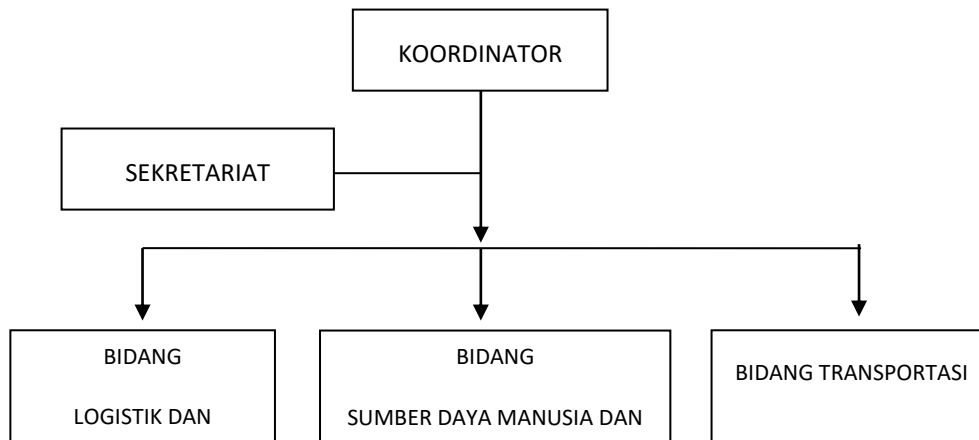 KOORDINATOR
SEKRETARIAT
BIDANG
LOGISTIK DAN
BIDANG
SUMBER DAYA MANUSIA DAN
BIDANG TRANSPORTASI